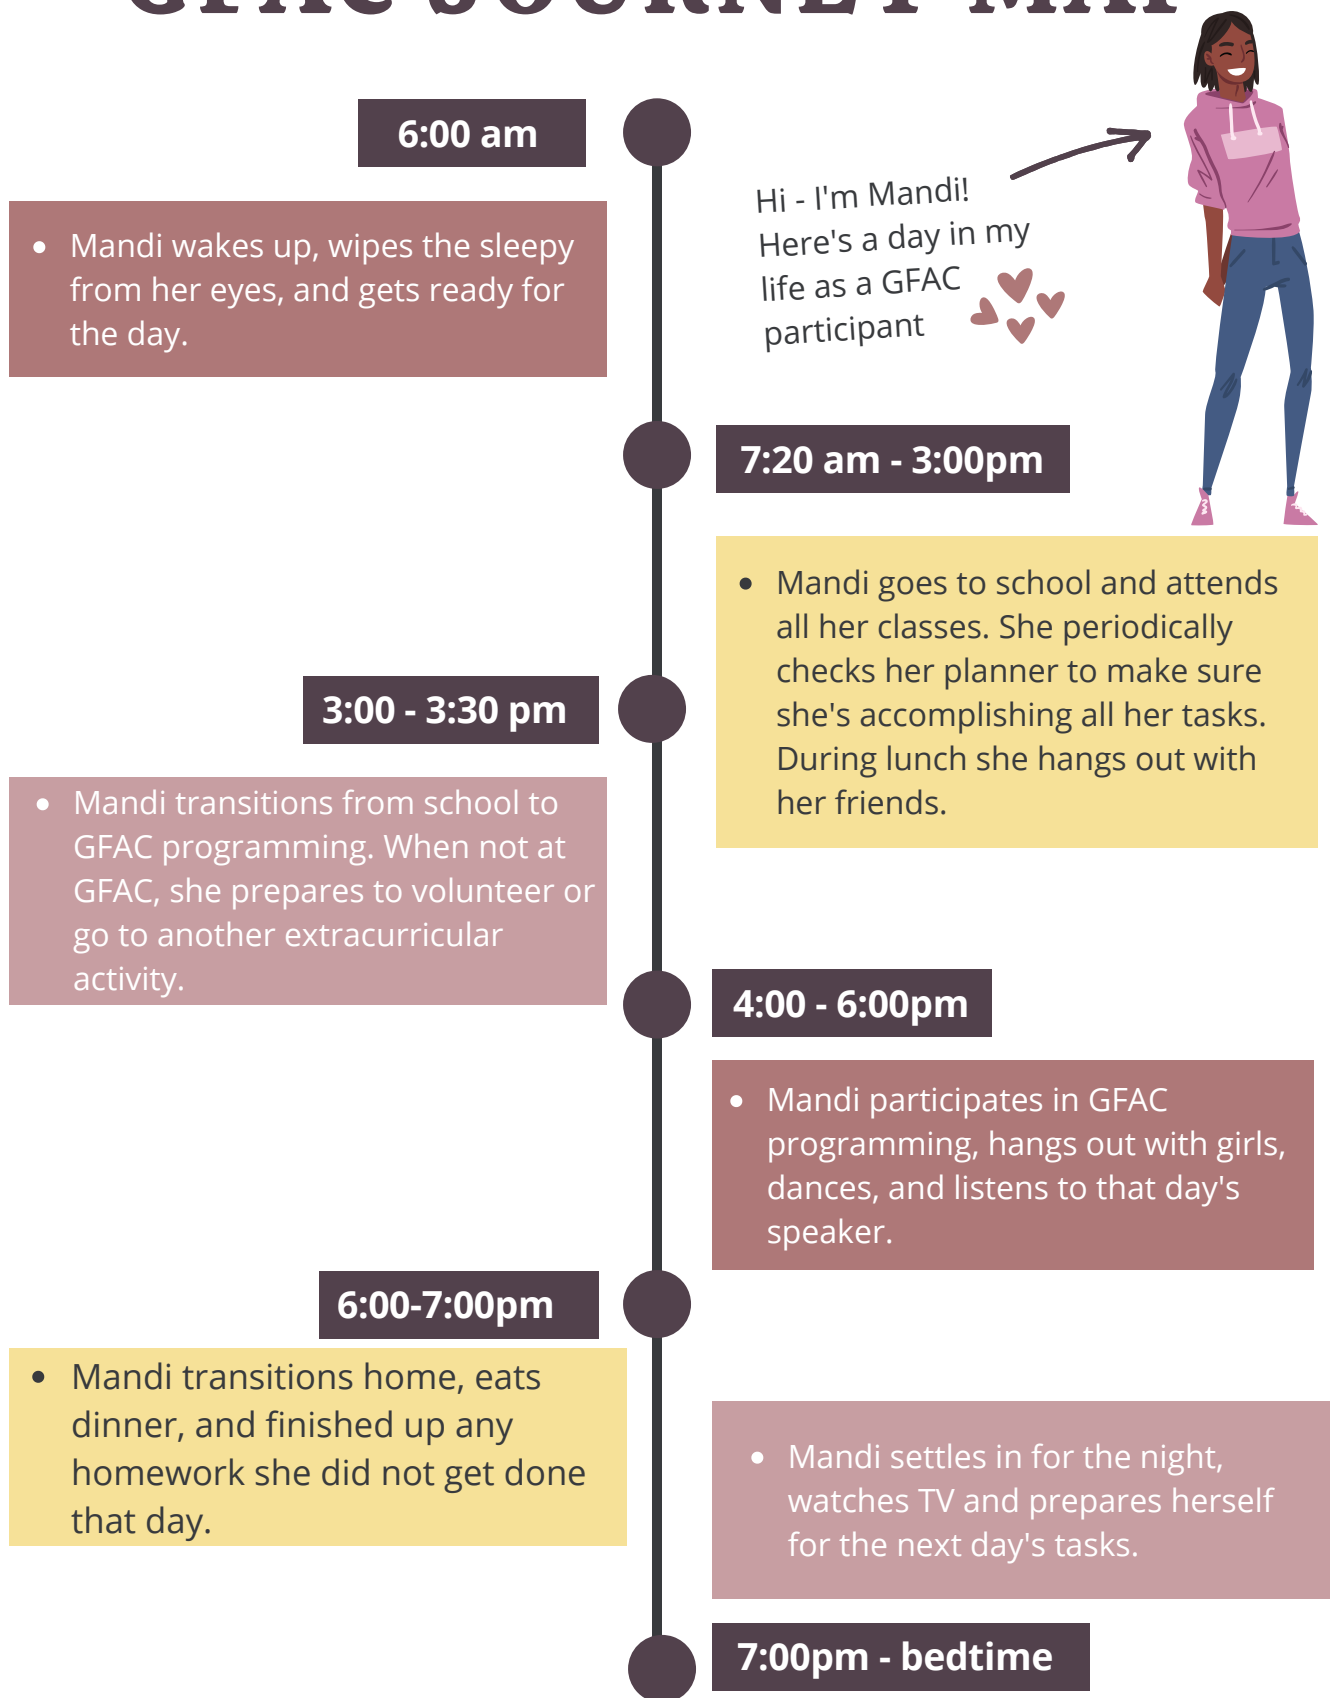 GFAC JOURNEY MAP
6:00 am
Mandi wakes up, wipes the sleepy
from her eyes, and gets ready for
the day.
Hi - I'm Mandi!
Here's a day in my
life as a GFAC
participant
7:20 am - 3:00pm
Mandi goes to school and attends
all her classes. She periodically
checks her planner to make sure
she's accomplishing all her tasks.
During lunch she hangs out with
her friends.
3:00 - 3:30 pm
Mandi transitions from school to
GFAC programming. When not at
GFAC, she prepares to volunteer or
go to another extracurricular
activity.
4:00 - 6:00pm
Mandi participates in GFAC
programming, hangs out with girls,
dances, and listens to that day's
speaker.
6:00-7:00pm
Mandi transitions home, eats
dinner, and finished up any
homework she did not get done
that day.
Mandi settles in for the night,
watches TV and prepares herself
for the next day's tasks.
7:00pm - bedtime